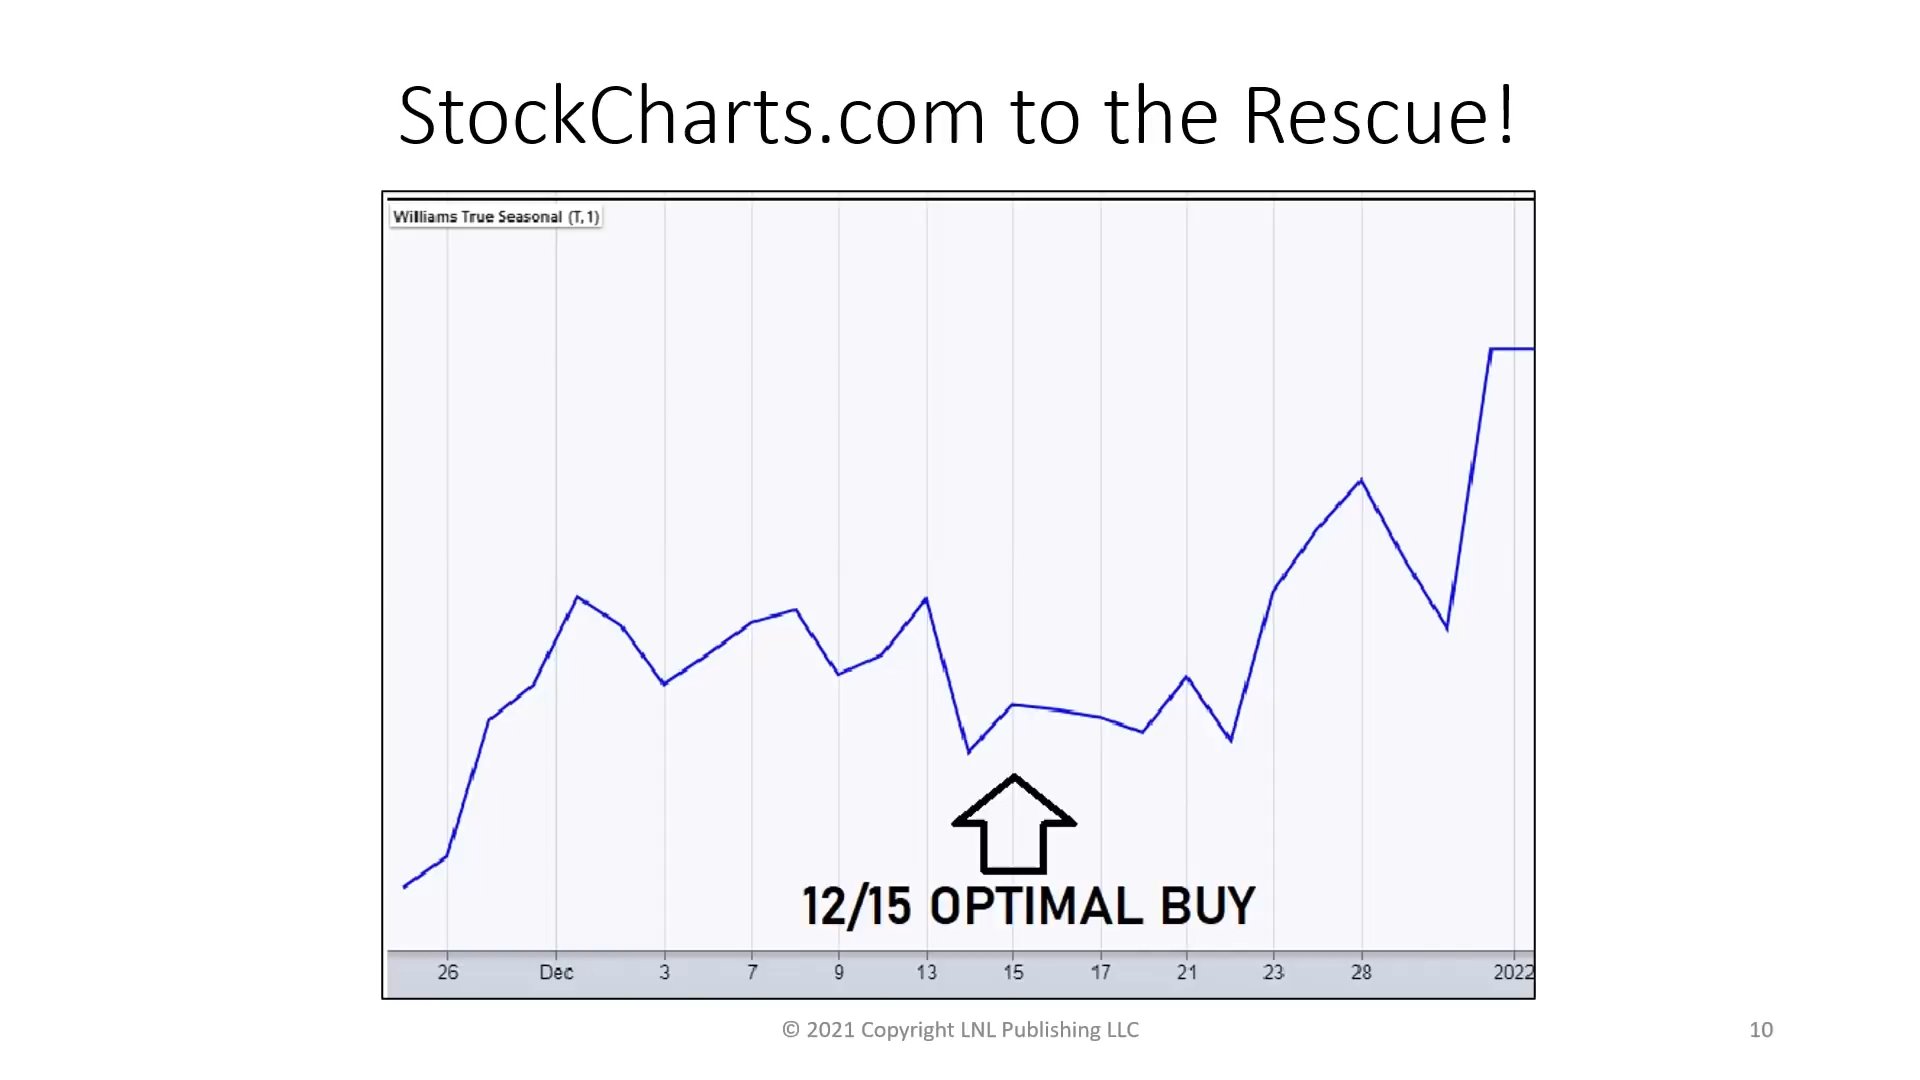 StockCharts.com to the Rescue!
Williams True Seasonal (T,1)
12/15 OPTIMAL BUY
26 Dec 3 7 9 13 15 17 21 23 28 2022
© 2021 Copyright LNL Publishing LLC 10